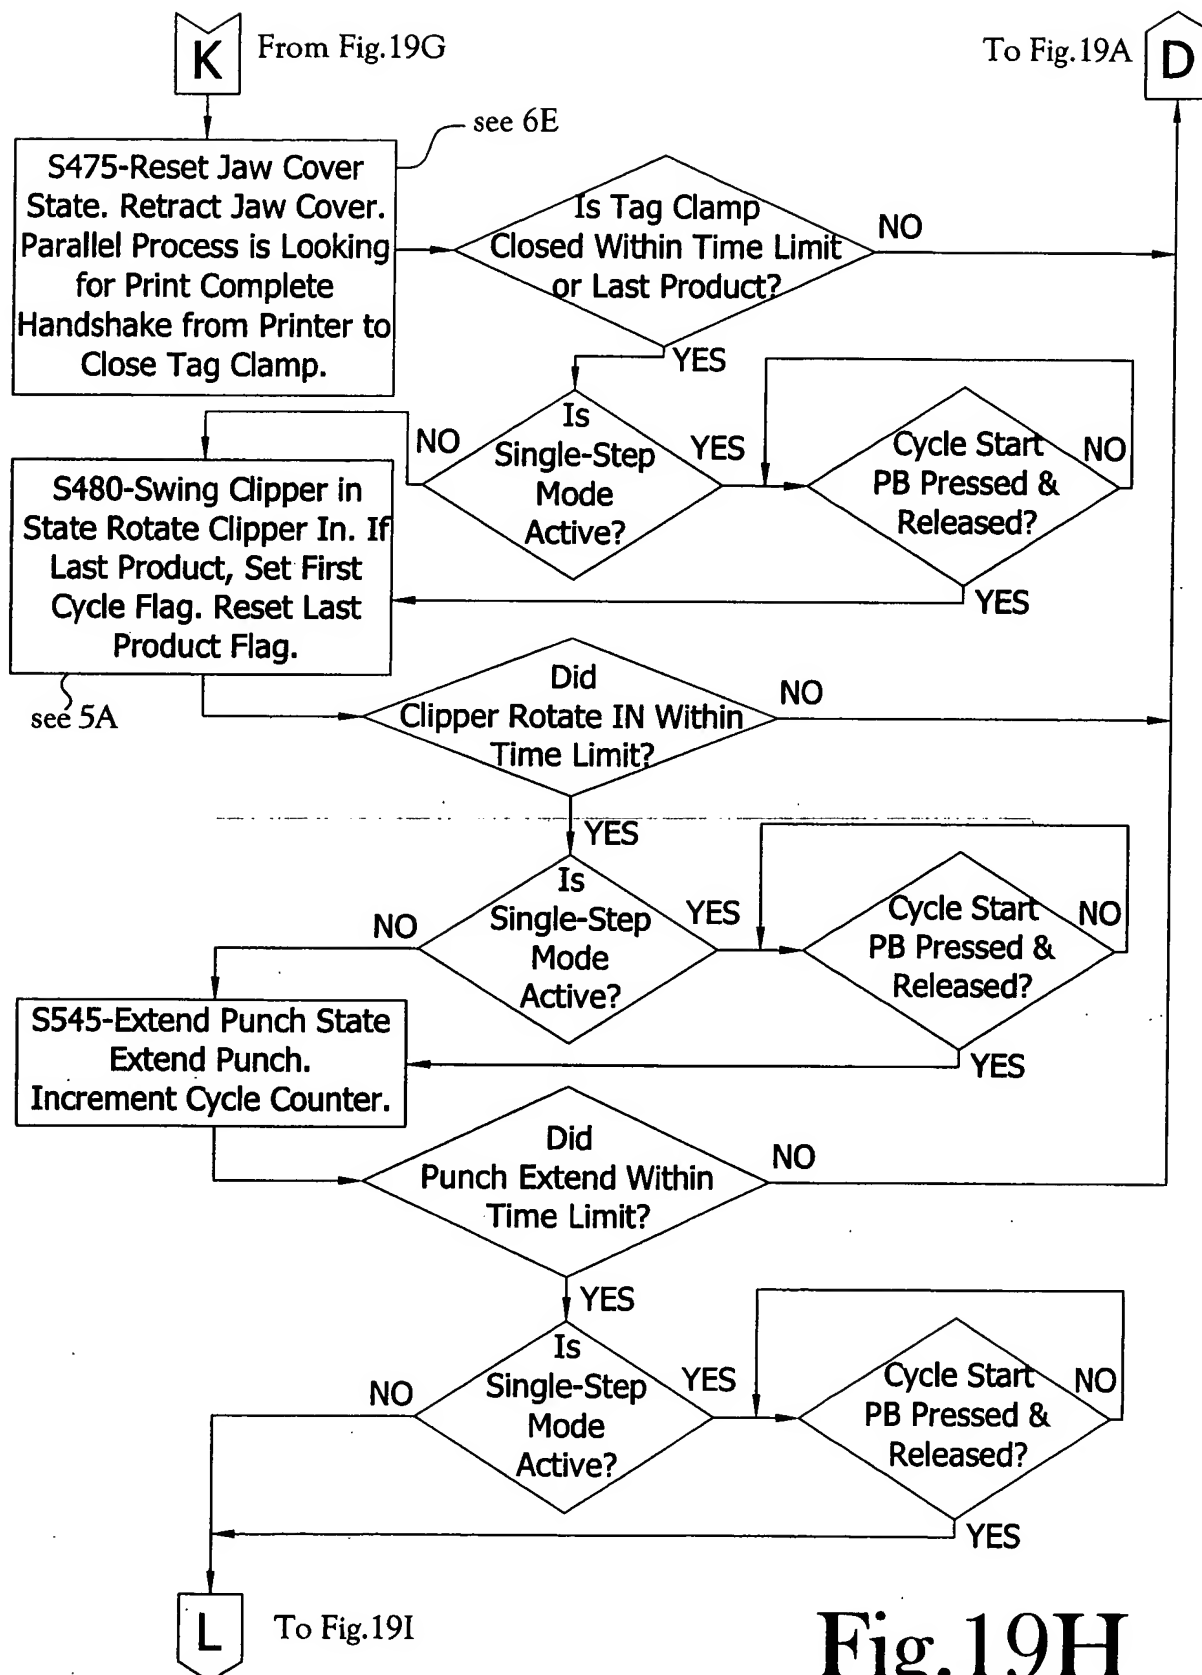 K
From Fig.19G
To Fig.19A
D
see 6E
S475-Reset Jaw Cover
State. Retract Jaw Cover.
Parallel Process is Looking
for Print Complete
Handshake from Printer to
Close Tag Clamp.
Is Tag Clamp
Closed Within Time Limit
or Last Product?
NO
YES
Is
Single-Step
Mode
Active?
NO
YES
Cycle Start
PB Pressed &
Released?
NO
YES
S480-Swing Clipper in
State Rotate Clipper In. If
Last Product, Set First
Cycle Flag. Reset Last
Product Flag.
see 5A
Did
Clipper Rotate IN Within
Time Limit?
NO
YES
Is
Single-Step
Mode
Active?
NO
YES
Cycle Start
PB Pressed &
Released?
NO
YES
S545-Extend Punch State
Extend Punch.
Increment Cycle Counter.
Did
Punch Extend Within
Time Limit?
NO
YES
Is
Single-Step
Mode
Active?
NO
YES
Cycle Start
PB Pressed &
Released?
NO
YES
L
To Fig.19I
Fig.19H